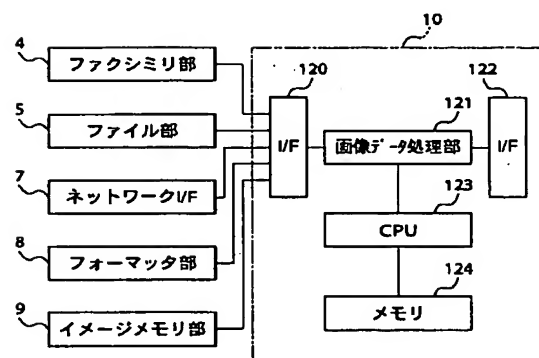 10
4
ファクシミリ部
120
122
5
ファイル部
121
I/F
画像データ処理部
I/F
7
ネットワークI/F
123
CPU
8
フォーマッタ部
124
9
イメージメモリ部
メモリ